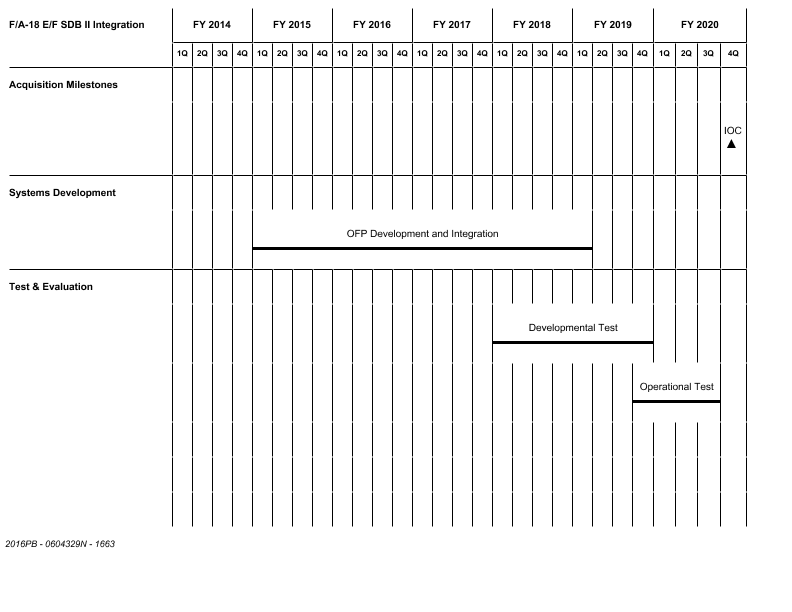 F/A-18 E/F SDB II Integration FY 2014 FY 2015 FY 2016 FY 2017 FY 2018 FY 2019 FY 2020
1Q 2Q 3Q 4Q 1Q 2Q 3Q 4Q 1Q 2Q 3Q 4Q 1Q 2Q 3Q 4Q 1Q 2Q 3Q 4Q 1Q 2Q 3Q 4Q 1Q 2Q 3Q 4Q
Acquisition Milestones
IOC
Systems Development
OFP Development and Integration
Test & Evaluation
Developmental Test
Operational Test
2016PB - 0604329N - 1663